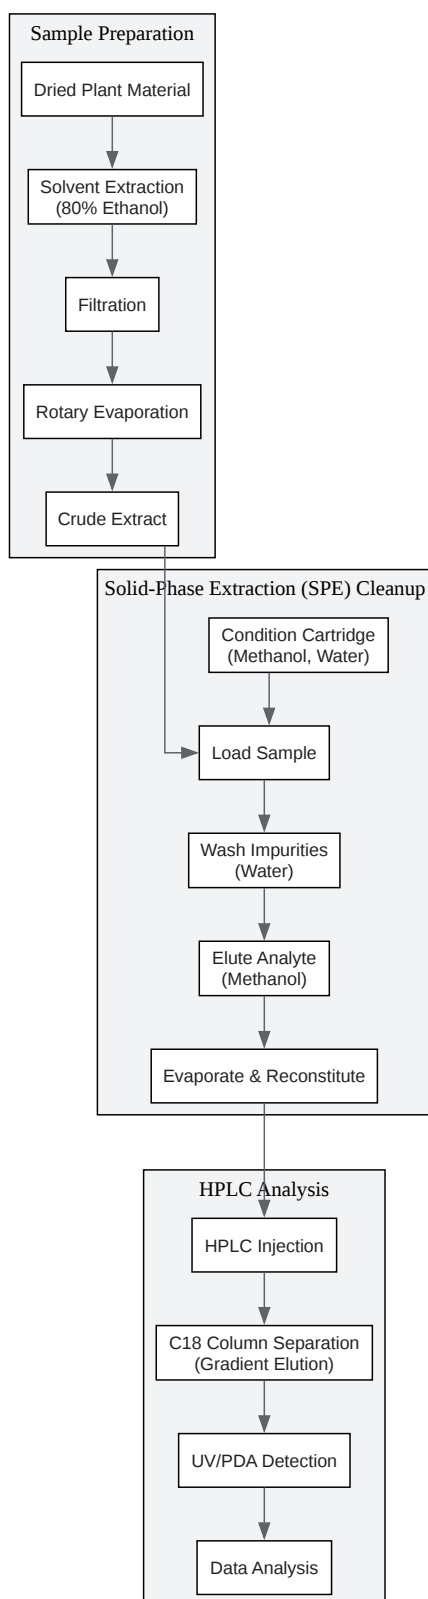 Sample Preparation
Dried Plant Material
Solvent Extraction
(80% Ethanol)
Filtration
Rotary Evaporation
Crude Extract
Solid-Phase Extraction (SPE) Cleanup
Condition Cartridge
(Methanol, Water)
Load Sample
Wash Impurities
(Water)
Elute Analyte
(Methanol)
Evaporate & Reconstitute
HPLC Analysis
HPLC Injection
C18 Column Separation
(Gradient Elution)
UV/PDA Detection
Data Analysis